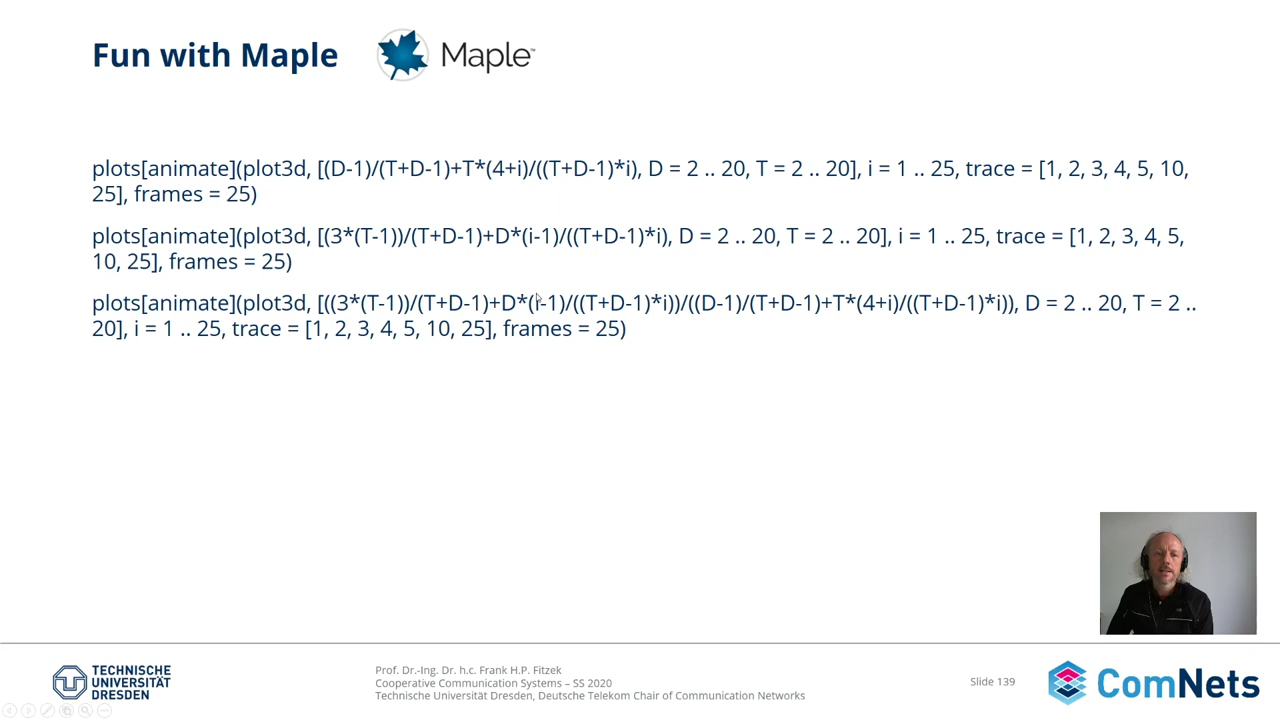 Fun with Maple
Maple™
plots[animate](plot3d, [(D-1)/(T+D-1)+T*(4+i)/((T+D-1)*i), D = 2 .. 20, T = 2 .. 20], i = 1 .. 25, trace = [1, 2, 3, 4, 5, 10,
25], frames = 25)
plots[animate](plot3d, [(3*(T-1))/(T+D-1)+D*(i-1)/((T+D-1)*i), D = 2 .. 20, T = 2 .. 20], i = 1 .. 25, trace = [1, 2, 3, 4, 5,
10, 25], frames = 25)
plots[animate](plot3d, [((3*(T-1))/(T+D-1)+D*(i-1)/((T+D-1)*i))/((D-1)/(T+D-1)+T*(4+i)/((T+D-1)*i)), D = 2 .. 20, T = 2 ..
20], i = 1 .. 25, trace = [1, 2, 3, 4, 5, 10, 25], frames = 25)
TECHNISCHE
UNIVERSITÄT
DRESDEN
Prof. Dr.-Ing. Dr. h.c. Frank H.P. Fitzek
Cooperative Communication Systems – SS 2020
Technische Universität Dresden, Deutsche Telekom Chair of Communication Networks
Slide 139
ComNets